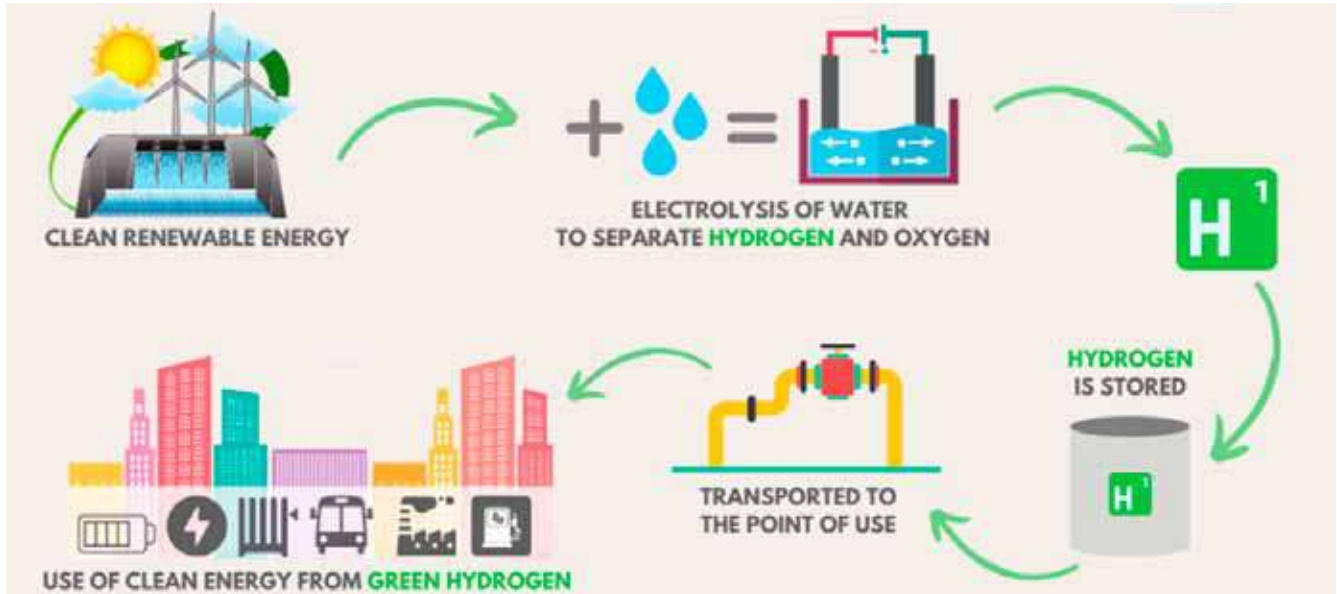 CLEAN RENEWABLE ENERGY
ELECTROLYSIS OF WATER
TO SEPARATE HYDROGEN AND OXYGEN
H 1
HYDROGEN
IS STORED
H 1
TRANSPORTED TO
THE POINT OF USE
USE OF CLEAN ENERGY FROM GREEN HYDROGEN